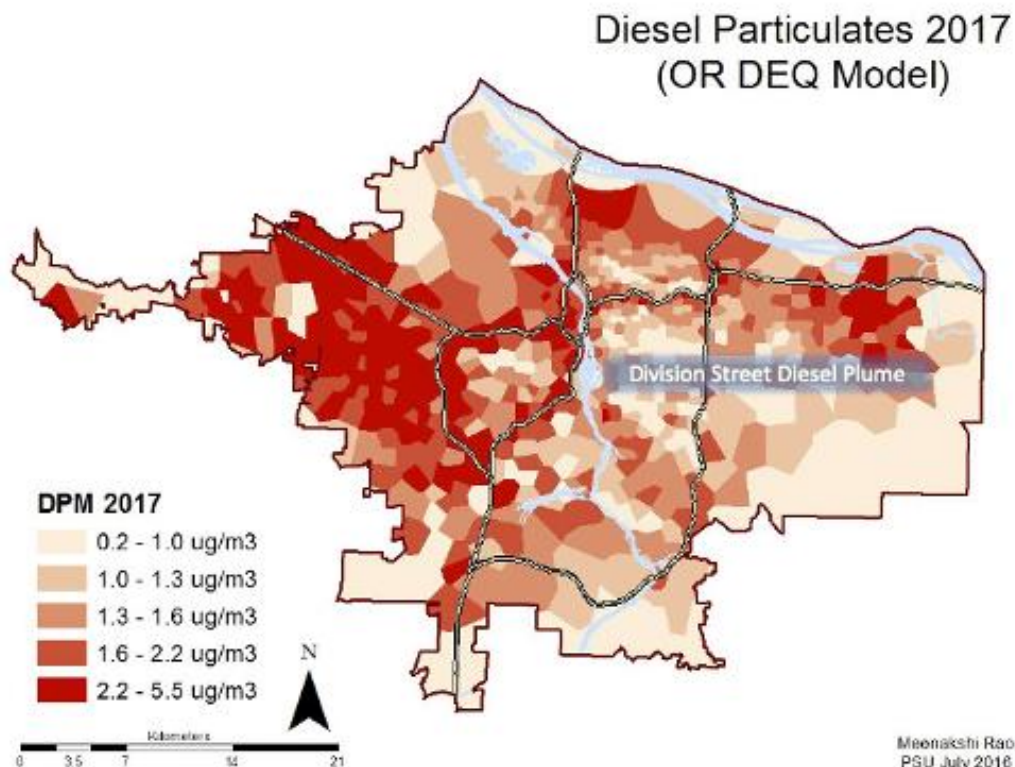 Diesel Particulates 2017
(OR DEQ Model)
Division Street Diesel Plume
DPM 2017
0.2 - 1.0 ug/m3
1.0 - 1.3 ug/m3
1.3 - 1.6 ug/m3
1.6 - 2.2 ug/m3
2.2 - 5.5 ug/m3
N
Kilometers
0 3.5 7 14 21
Meenakshi Rao
PSU July 2016